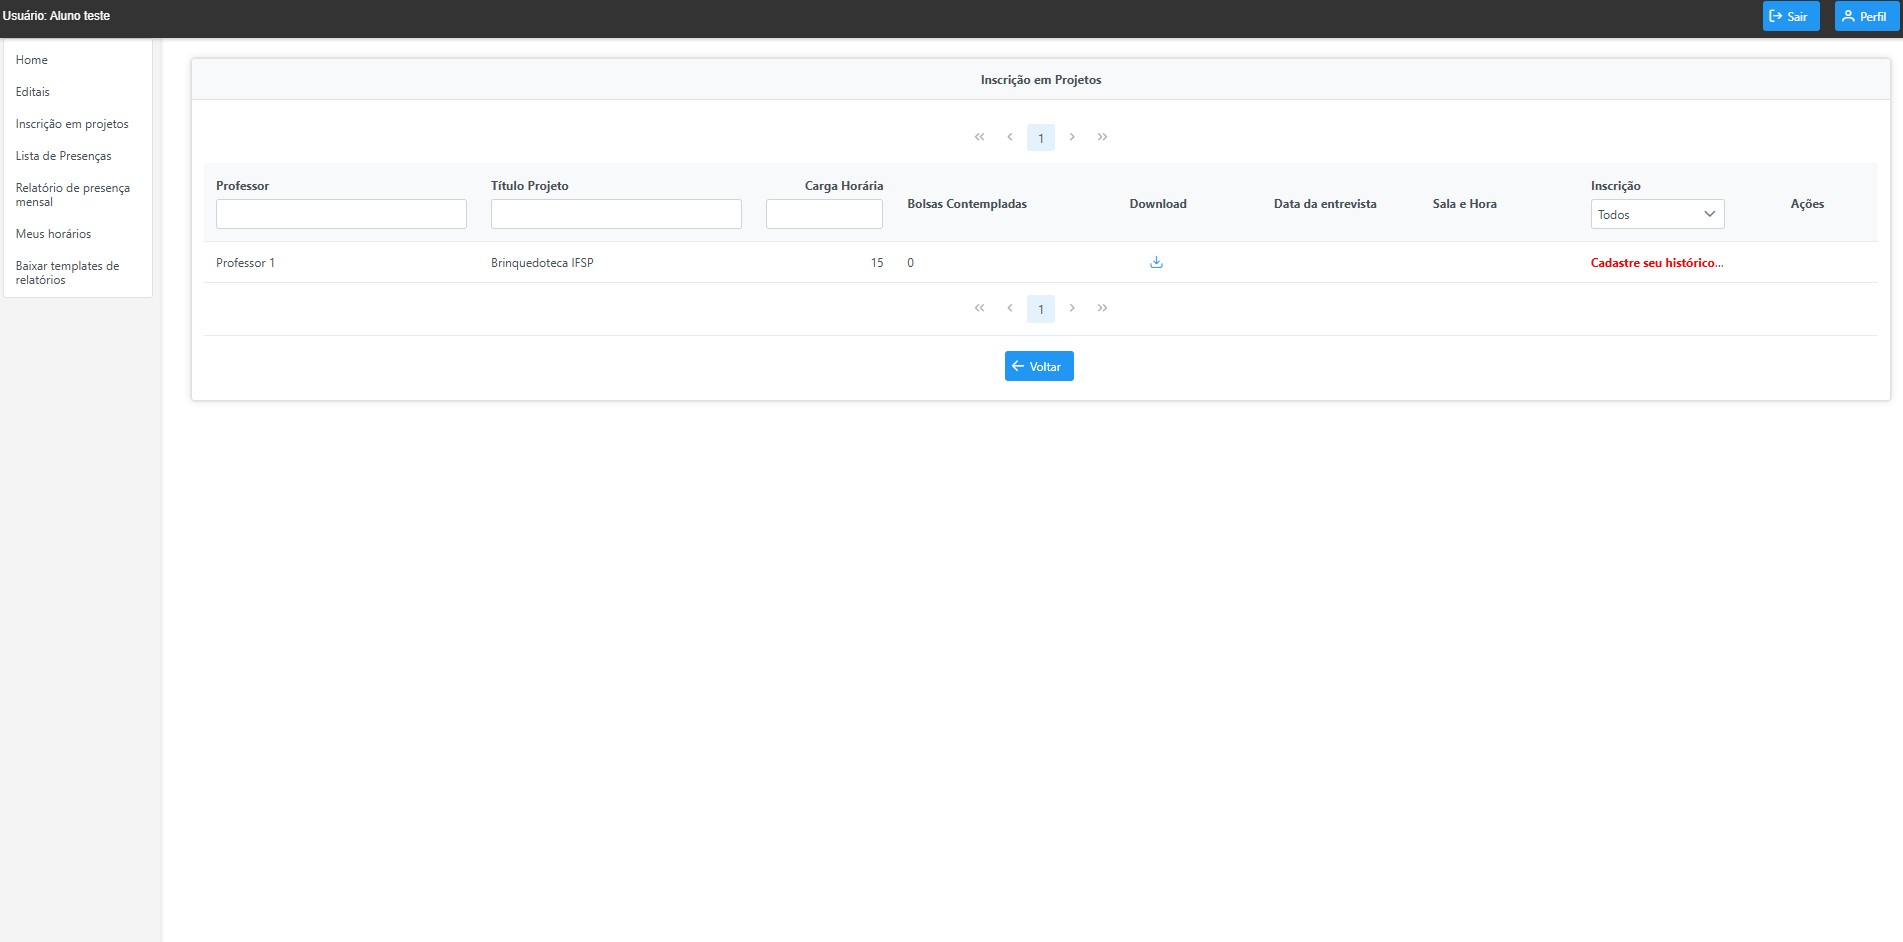 Usuário: Aluno teste
Sair
Perfil
Home
Editais
Inscrição em projetos
Lista de Presenças
Relatório de presença
mensal
Meus horários
Baixar templates de
relatórios
Inscrição em Projetos
1
Professor
Título Projeto
Carga Horária
Bolsas Contempladas
Download
Data da entrevista
Sala e Hora
Inscrição
Todos
Ações
Professor 1
Brinquedoteca IFSP
15
0
Cadastre seu histórico...
1
Voltar